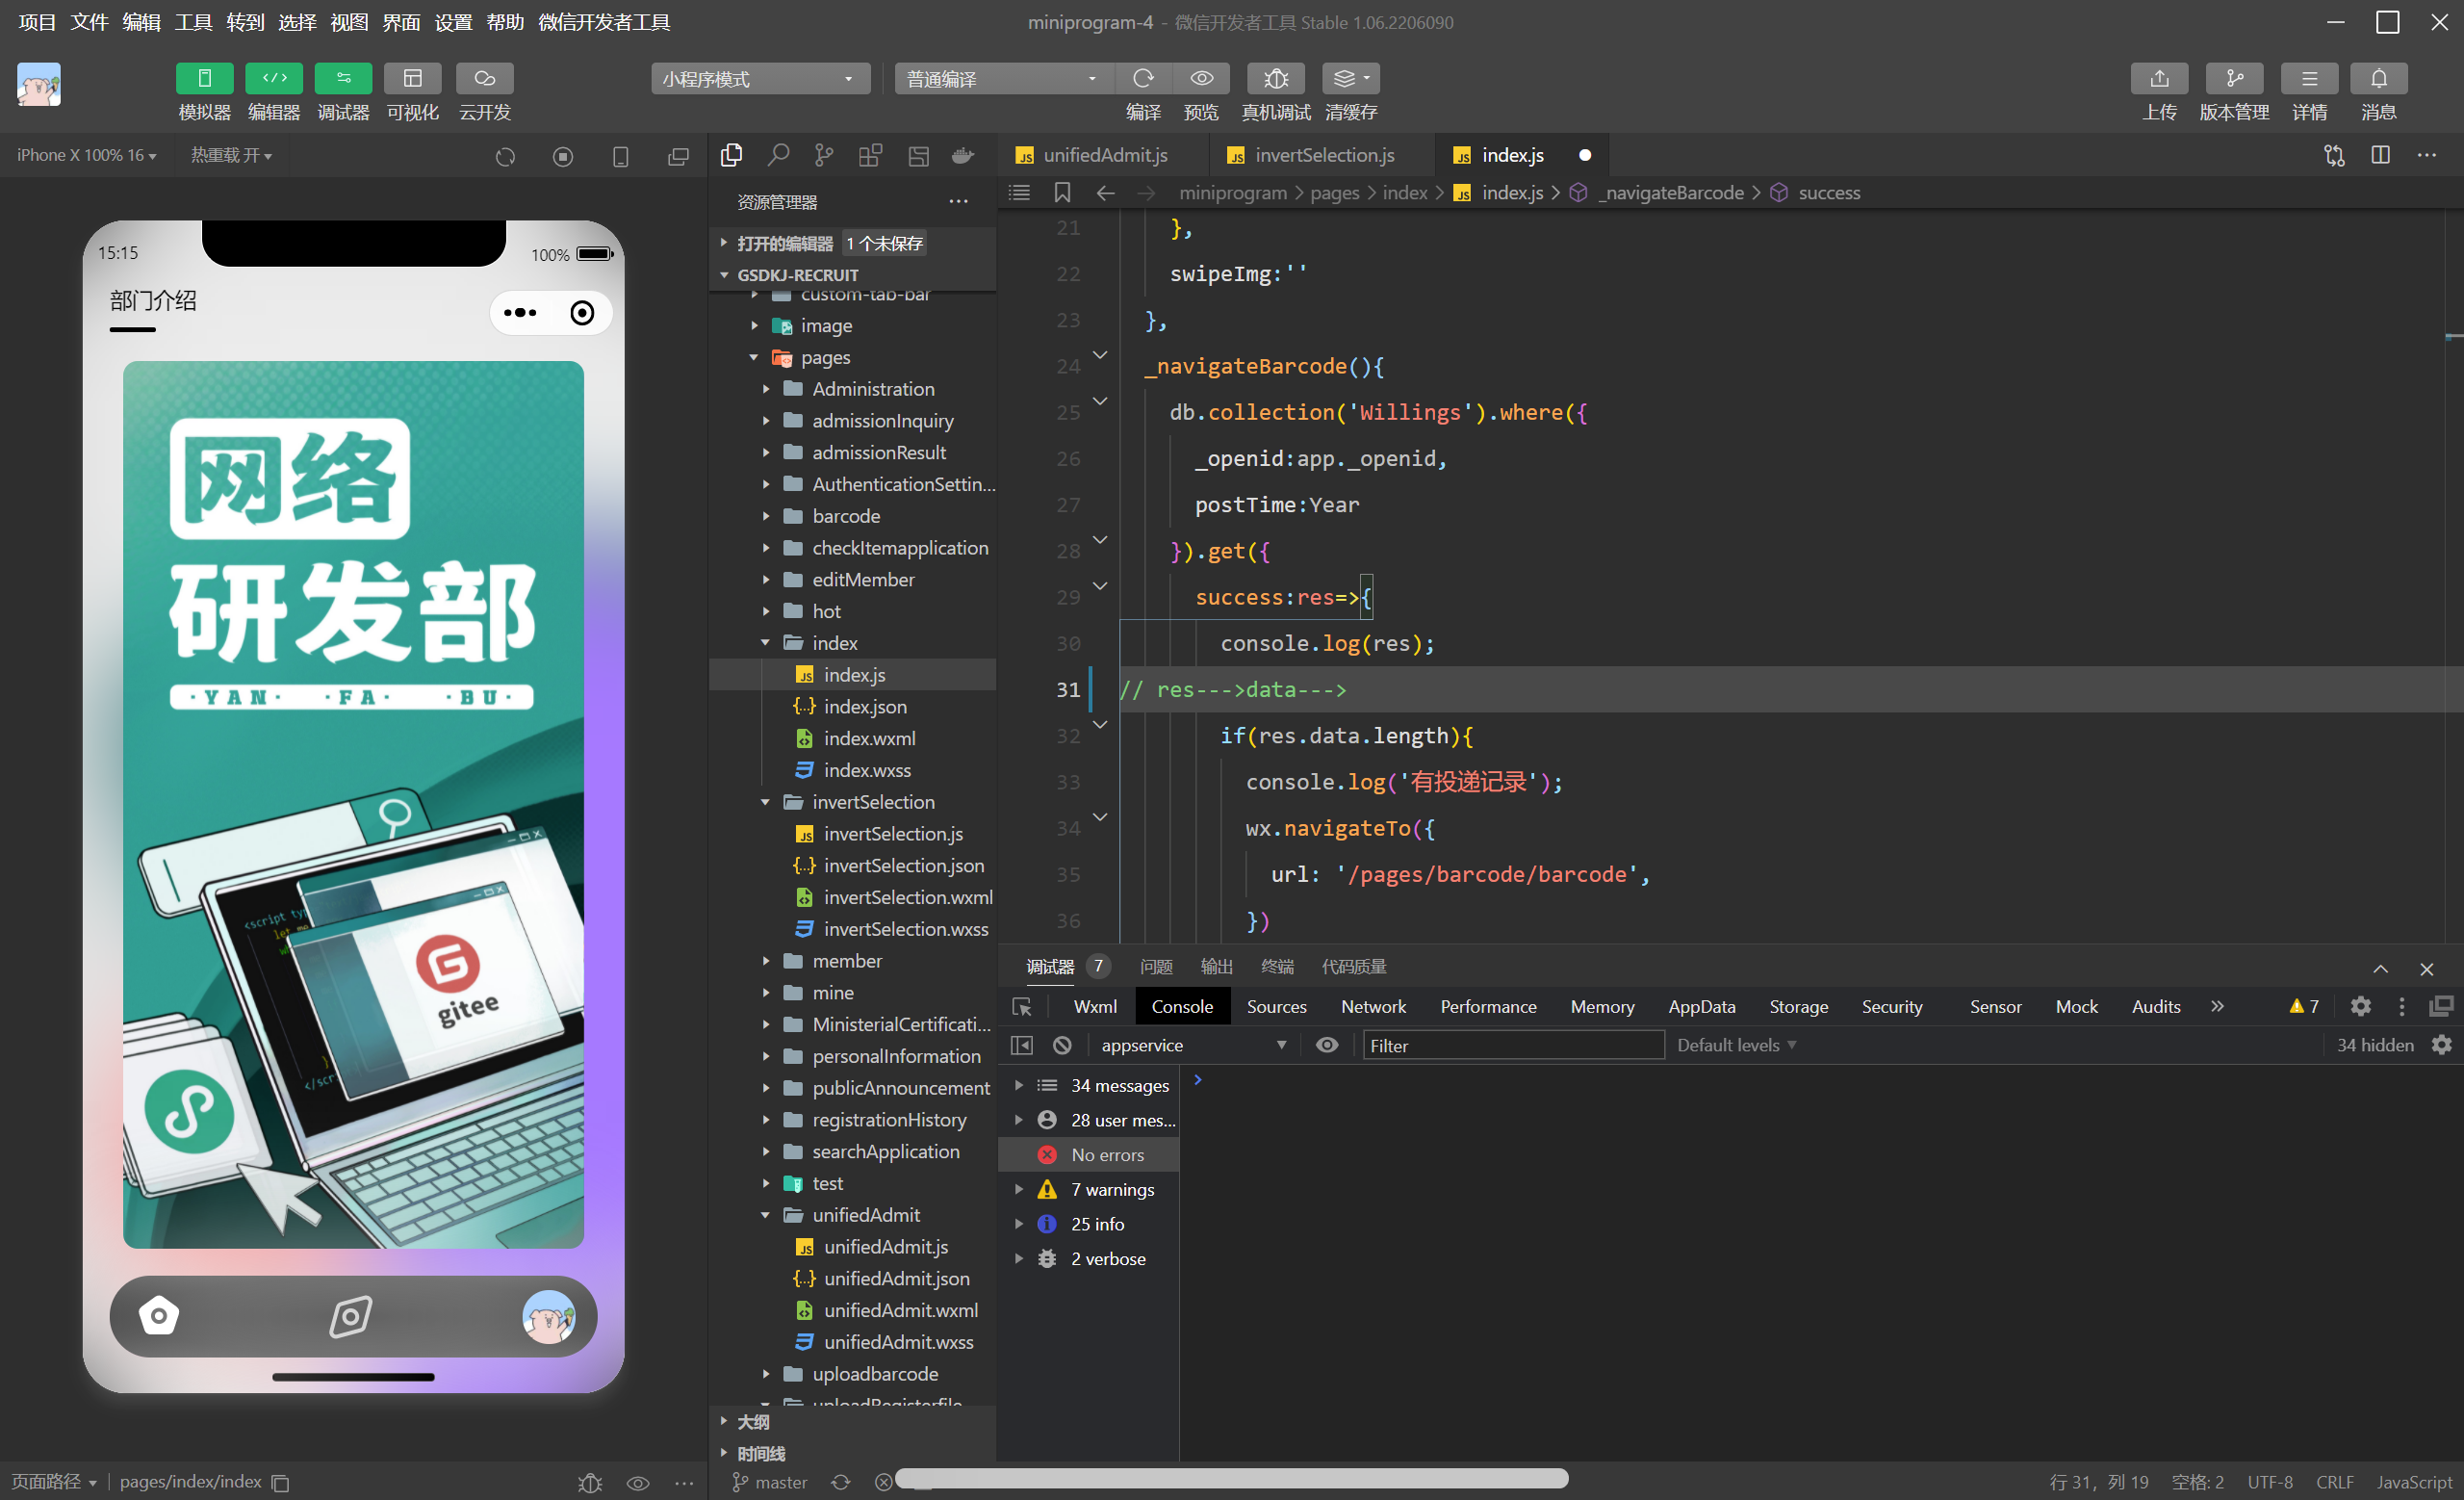 项目 文件 编辑 工具 转到 选择 视图 界面 设置 帮助 微信开发者工具
miniprogram-4 - 微信开发者工具 Stable 1.06.2206090
模拟器 编辑器 调试器 可视化 云开发
小程序模式
普通编译
编译 预览 真机调试 清缓存
上传 版本管理 详情 消息
iPhone X 100% 16
热重载 开
15:15
100%
部门介绍
网络
研发部
·YAN· ·FA· ·BU·
<script typ
let me
}
</scr
gitee
页面路径
pages/index/index
资源管理器
打开的编辑器 1 个未保存
GSDKJ-RECRUIT
custom-tab-bar
image
pages
Administration
admissionInquiry
admissionResult
AuthenticationSettin...
barcode
checkItemapplication
editMember
hot
index
index.js
index.json
index.wxml
index.wxss
invertSelection
invertSelection.js
invertSelection.json
invertSelection.wxml
invertSelection.wxss
member
mine
MinisterialCertificati...
personalInformation
publicAnnouncement
registrationHistory
searchApplication
test
unifiedAdmit
unifiedAdmit.js
unifiedAdmit.json
unifiedAdmit.wxml
unifiedAdmit.wxss
uploadbarcode
uploadRegisterfile
大纲
时间线
master
unifiedAdmit.js
invertSelection.js
index.js
miniprogram > pages > index > index.js > _navigateBarcode > success
21 },
22 swipeImg:''
23 },
24 _navigateBarcode(){
25 db.collection('Willings').where({
26 _openid:app._openid,
27 postTime:Year
28 }).get({
29 success:res=>{
30 console.log(res);
31 // res--->data--->
32 if(res.data.length){
33 console.log('有投递记录');
34 wx.navigateTo({
35 url: '/pages/barcode/barcode',
36 })
调试器 7 问题 输出 终端 代码质量
Wxml Console Sources Network Performance Memory AppData Storage Security Sensor Mock Audits 7
appservice
Filter
Default levels
34 hidden
34 messages
28 user mes...
No errors
7 warnings
25 info
2 verbose
行 31，列 19 空格: 2 UTF-8 CRLF JavaScript